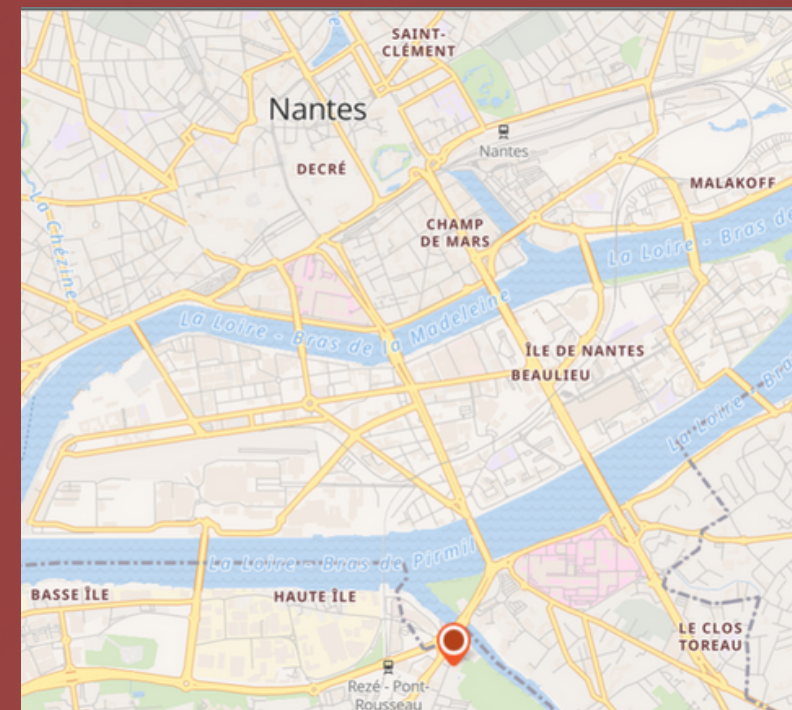 SAINT-
CLÉMENT
Nantes
Nantes
DECRÉ
MALAKOFF
La Chézine
CHAMP
DE MARS
La Loire - Bras de
La Loire - Bras de la Madeleine
ÎLE DE NANTES
BEAULIEU
La Loire - Bra
La Loire - Bras de Pirmil
BASSE ÎLE
HAUTE ÎLE
LE CLOS
TOREAU
Rezé - Pont-
Rousseau